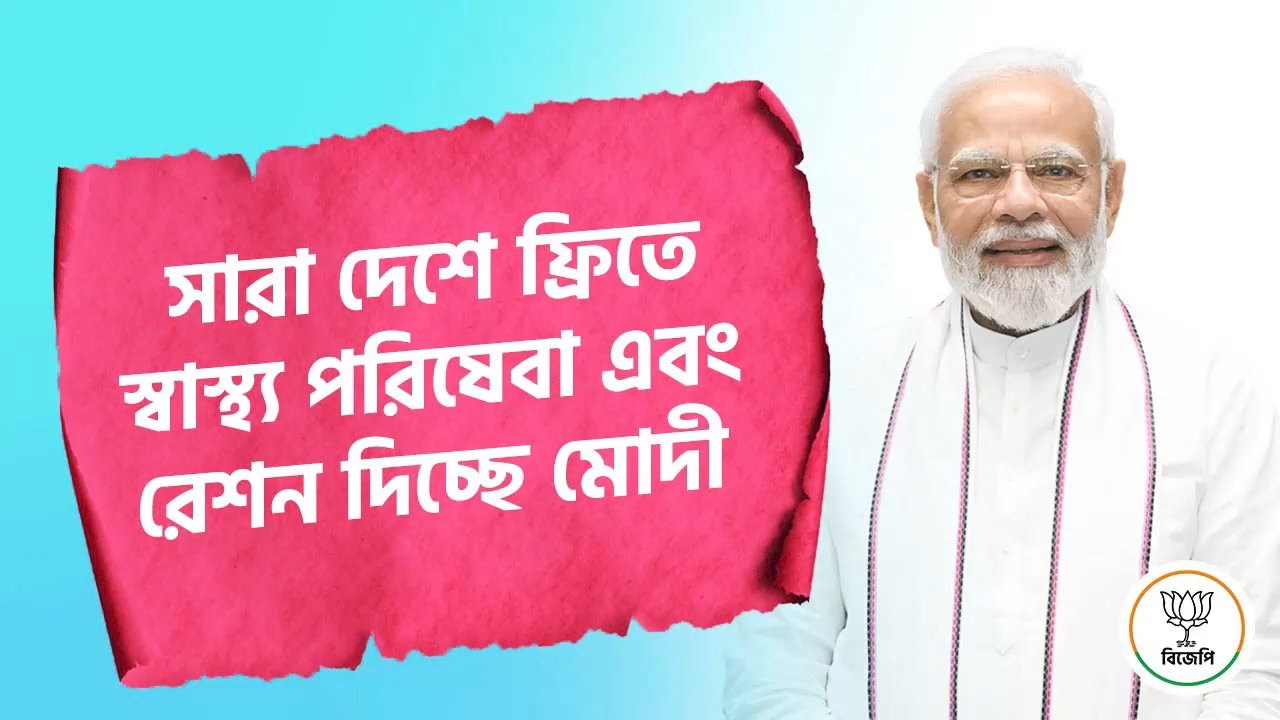 সারা দেশে ফ্রিতে
স্বাস্থ্য পরিষেবা এবং
রেশন দিচ্ছে মোদী
বিজেপি